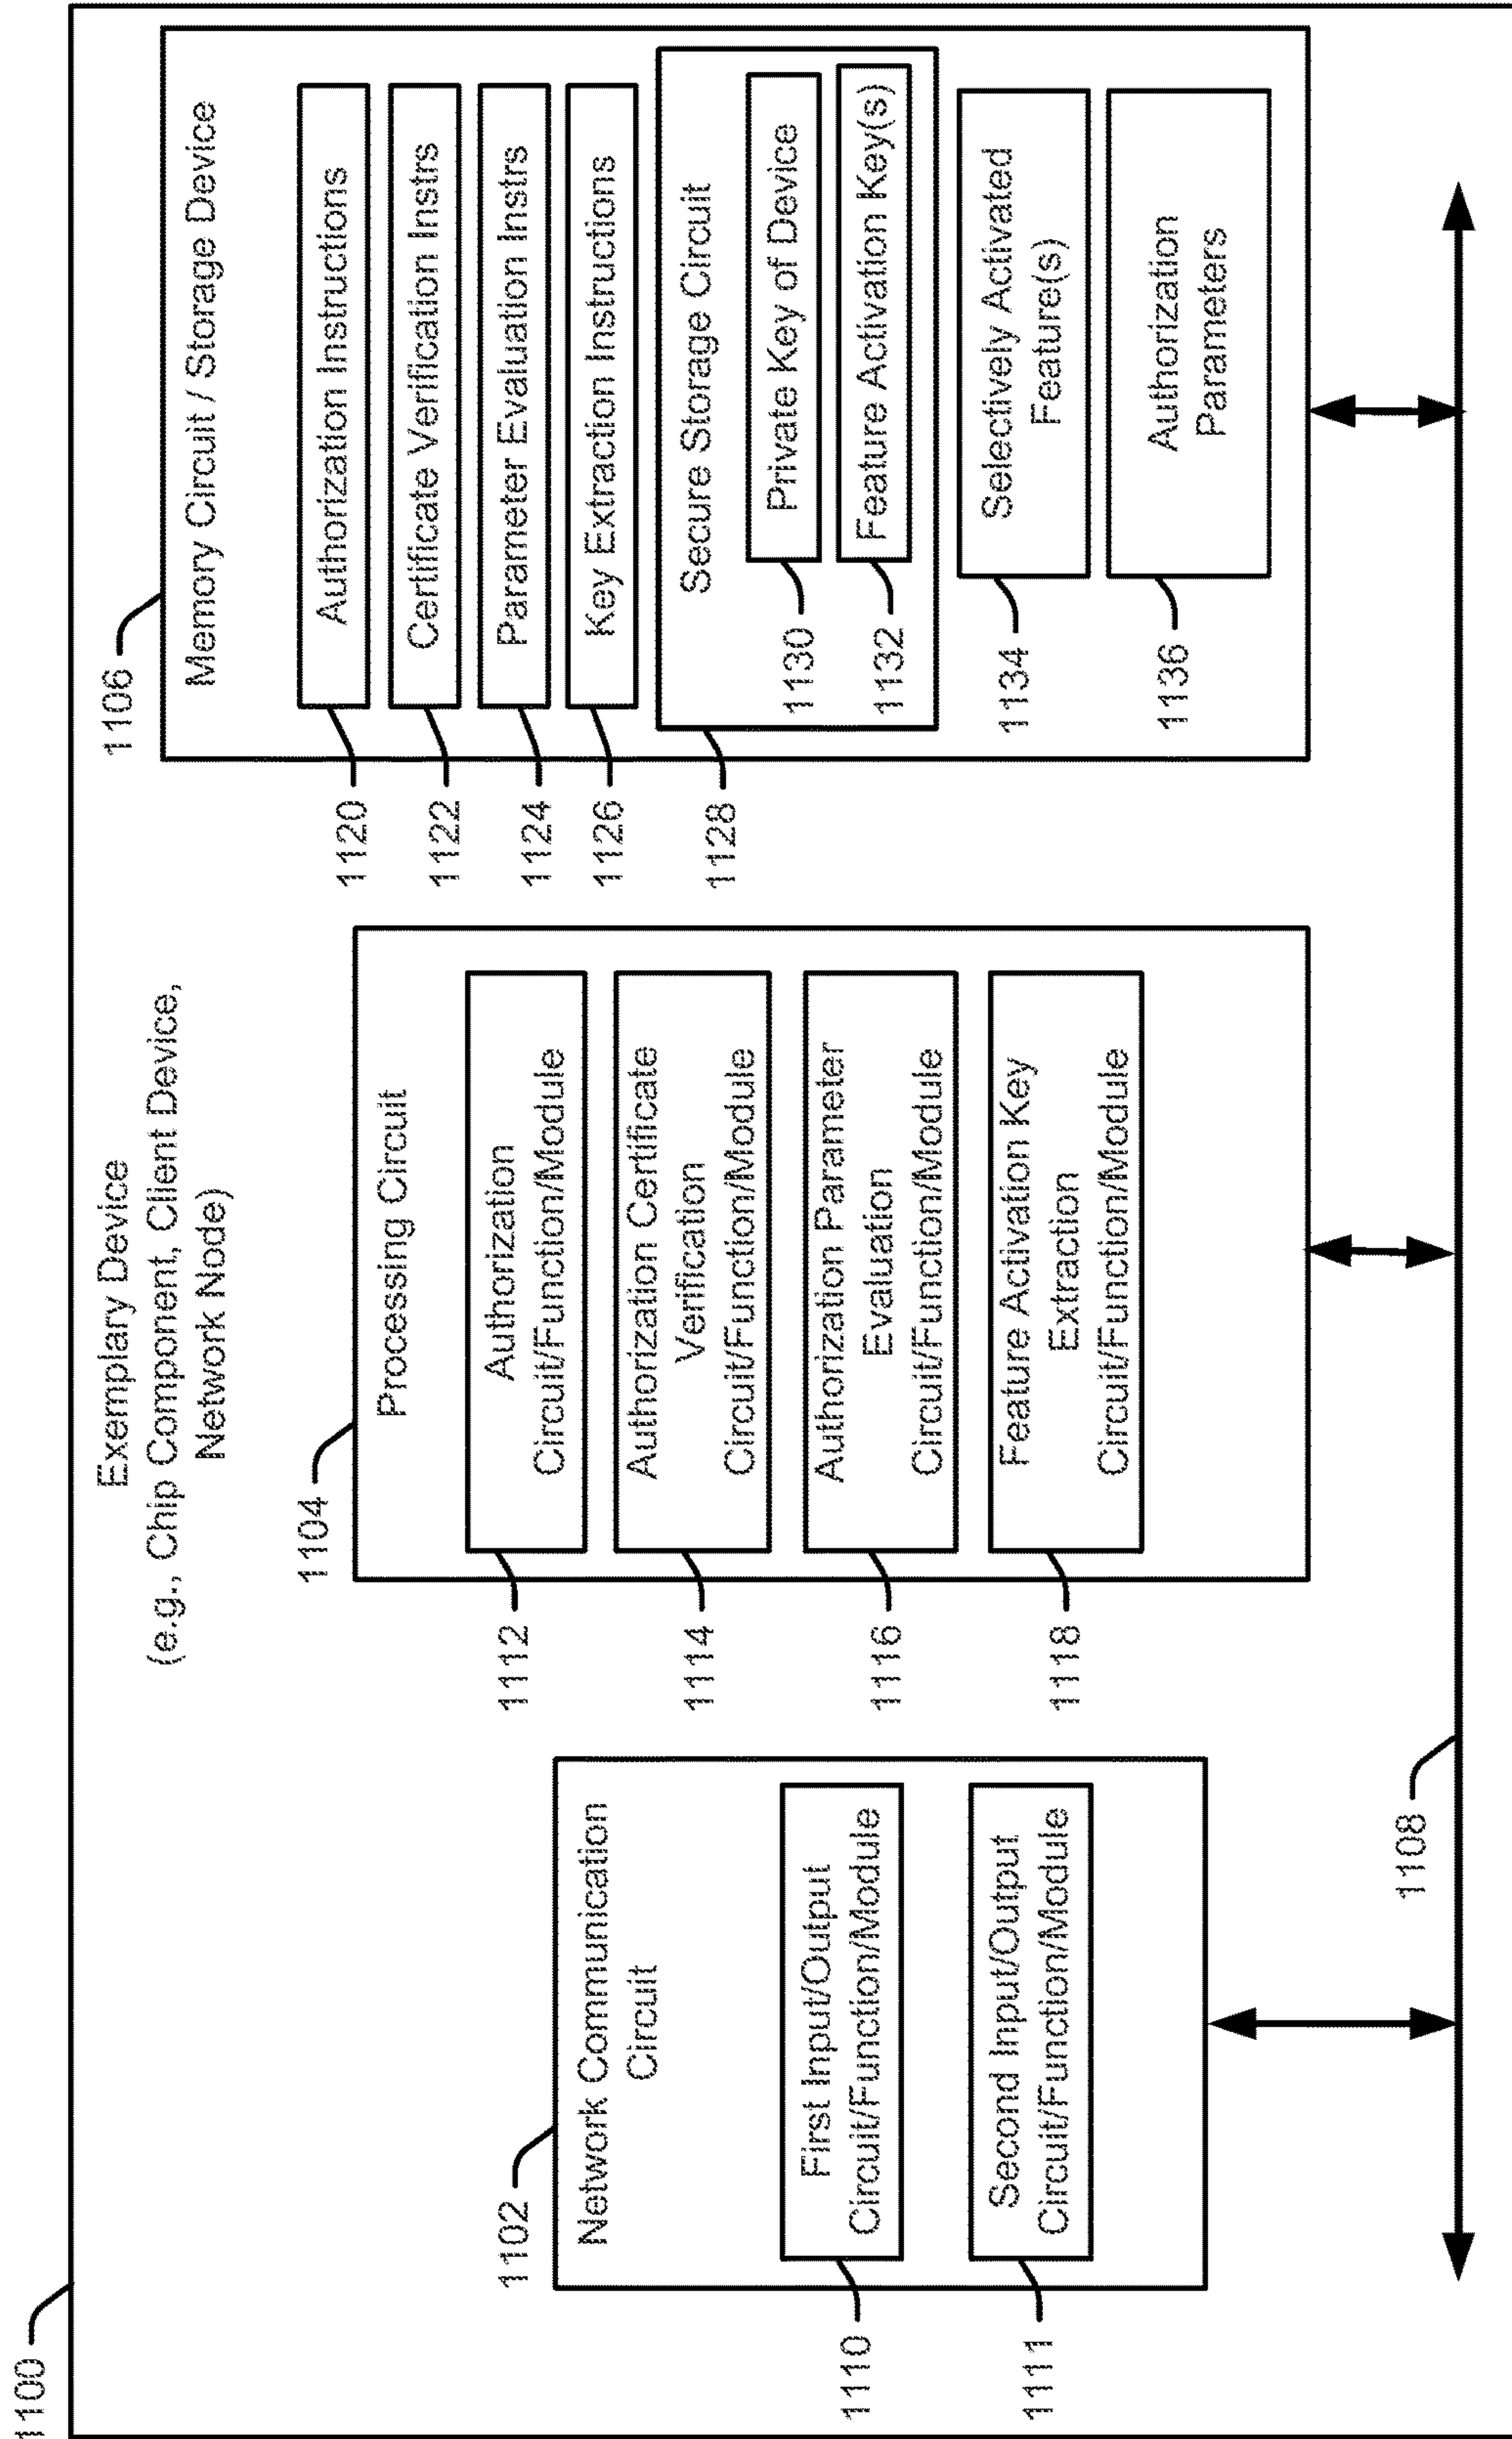 1100
Exemplary Device
(e.g., Chip Component, Client Device,
Network Node)
1102
Network Communication
Circuit
1110
First Input/Output
Circuit/Function/Module
1111
Second Input/Output
Circuit/Function/Module
1104
Processing Circuit
1112
Authorization
Circuit/Function/Module
1114
Authorization Certificate
Verification
Circuit/Function/Module
1116
Authorization Parameter
Evaluation
Circuit/Function/Module
1118
Feature Activation Key
Extraction
Circuit/Function/Module
1106
Memory Circuit / Storage Device
1120
Authorization Instructions
1122
Certificate Verification Instrs
1124
Parameter Evaluation Instrs
1126
Key Extraction Instructions
1128
Secure Storage Circuit
1130
Private Key of Device
1132
Feature Activation Key(s)
1134
Selectively Activated
Feature(s)
1136
Authorization
Parameters
1108